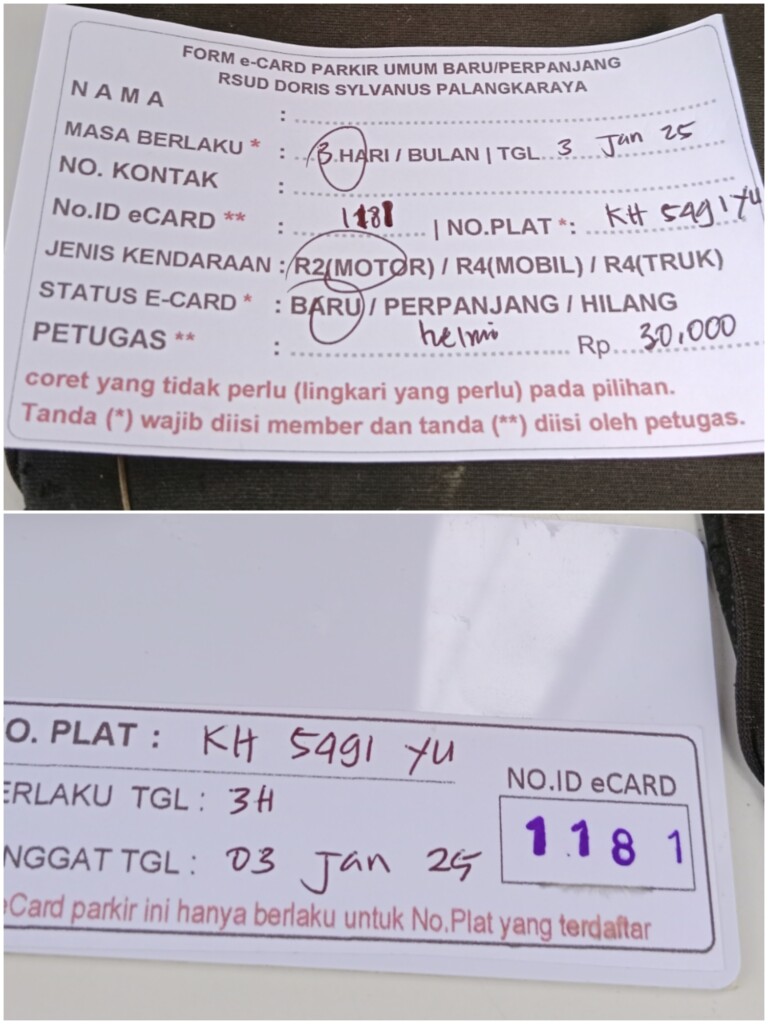 FORM e-CARD PARKIR UMUM BARU/PERPANJANG
RSUD DORIS SYLVANUS PALANGKARAYA
N A M A :
MASA BERLAKU * : 3 HARI / BULAN | TGL 3 Jan 25
NO. KONTAK :
No.ID eCARD ** : 1181 | NO.PLAT *: KH 5491 YU
JENIS KENDARAAN : R2(MOTOR) / R4(MOBIL) / R4(TRUK)
STATUS E-CARD * : BARU / PERPANJANG / HILANG
PETUGAS ** : helmi Rp 30.000
coret yang tidak perlu (lingkari yang perlu) pada pilihan.
Tanda (*) wajib diisi member dan tanda (**) diisi oleh petugas.
O. PLAT : KH 5491 YU
ERLAKU TGL : 3H
NO.ID eCARD
1181
NGGAT TGL : 03 Jan 25
eCard parkir ini hanya berlaku untuk No.Plat yang terdaftar